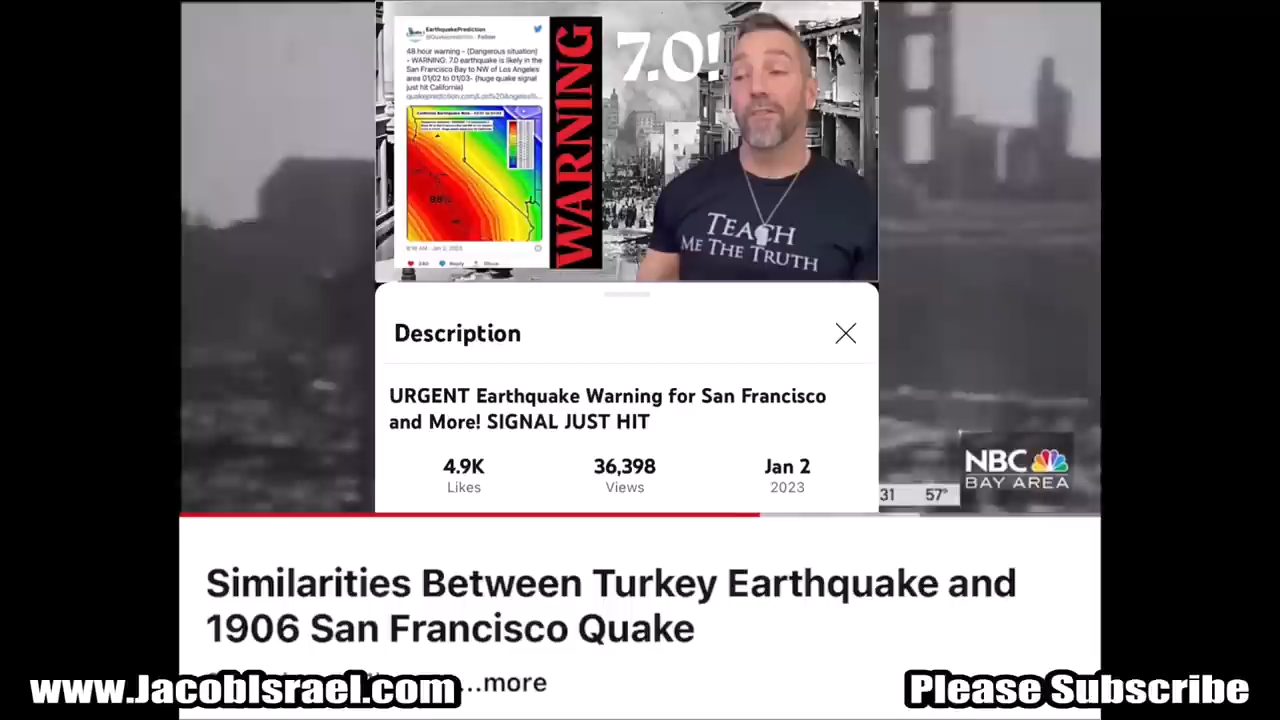 EarthquakePrediction
Follow
48 hour warning - (Dangerous situation)
- WARNING: 7.0 earthquake is likely in the
San Francisco Bay to NW of Los Angeles
area 01/02 to 01/03- (huge quake signal
just hit California)
WARNING
7.0!
TEACH
ME THE TRUTH
Description
URGENT Earthquake Warning for San Francisco
and More! SIGNAL JUST HIT
4.9K
Likes
36,398
Views
Jan 2
2023
NBC
BAY AREA
31 57°
Similarities Between Turkey Earthquake and
1906 San Francisco Quake
...more
www.JacobIsrael.com
Please Subscribe